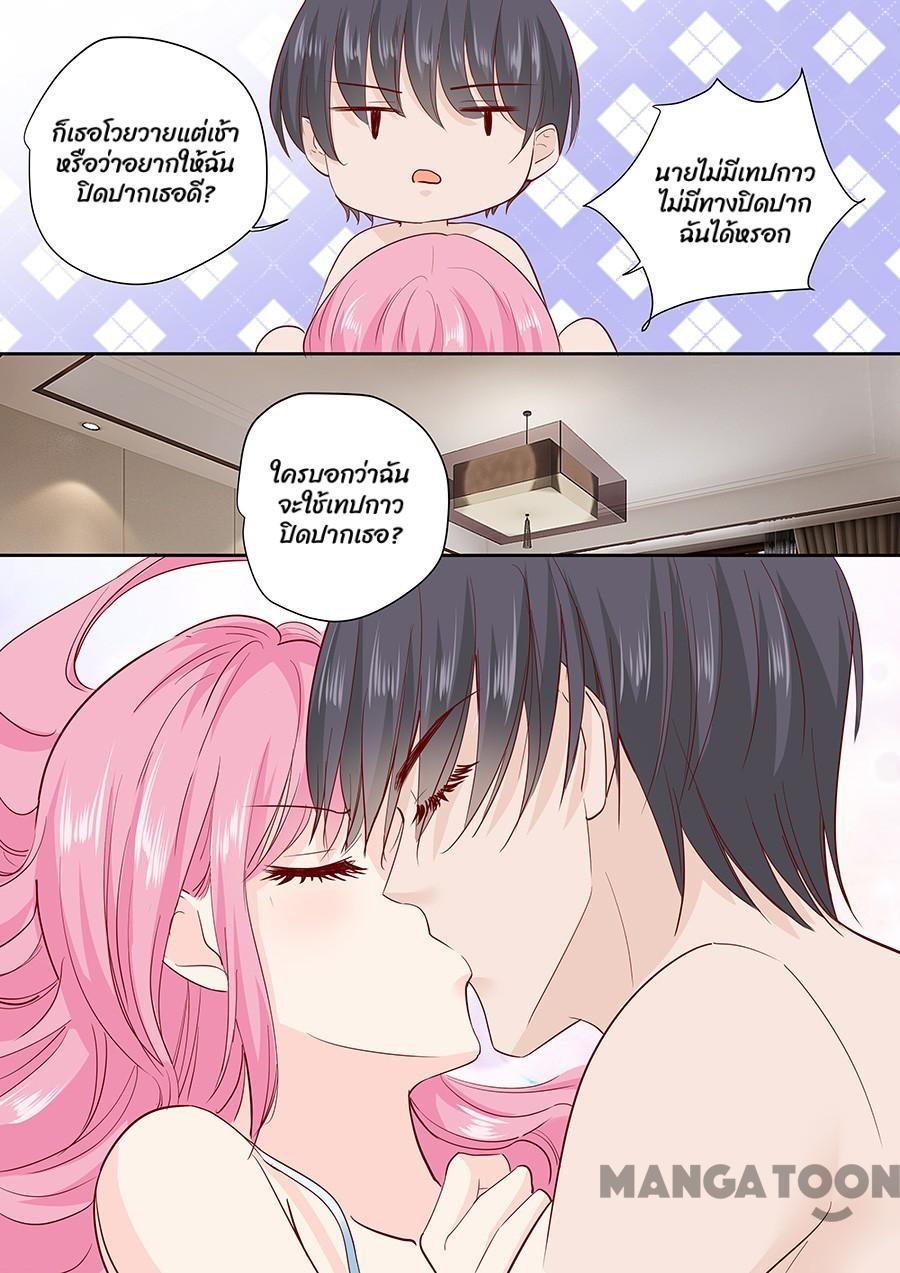 ก็เธอโวยวายแต่เช้า
หรือว่าอยากให้ฉัน
ปิดปากเธอดี?
นายไม่มีเทปกาว
ไม่มีทางปิดปาก
ฉันได้หรอก
ใครบอกว่าฉัน
จะใช้เทปกาว
ปิดปากเธอ?
MANGATOON